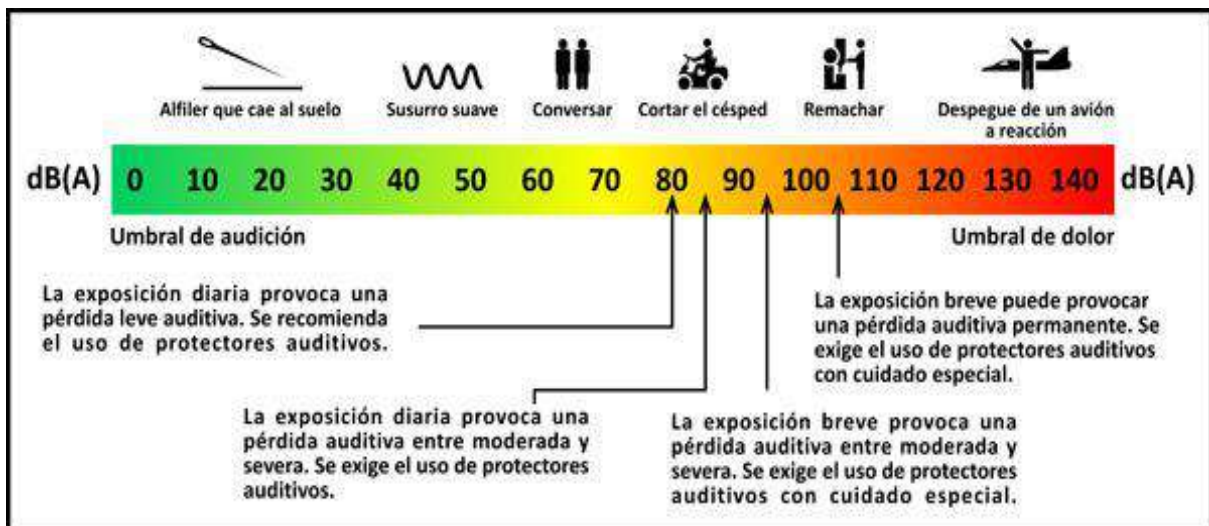 Alfiler que cae al suelo
Susurro suave
Conversar
Cortar el césped
Remachar
Despegue de un avión
a reacción
dB(A) 0 10 20 30 40 50 60 70 80 90 100 110 120 130 140 dB(A)
Umbral de audición
Umbral de dolor
La exposición diaria provoca una
pérdida leve auditiva. Se recomienda
el uso de protectores auditivos.
La exposición breve puede provocar
una pérdida auditiva permanente. Se
exige el uso de protectores auditivos
con cuidado especial.
La exposición diaria provoca una
pérdida auditiva entre moderada y
severa. Se exige el uso de protectores
auditivos.
La exposición breve provoca una
pérdida auditiva entre moderada y
severa. Se exige el uso de protectores
auditivos con cuidado especial.